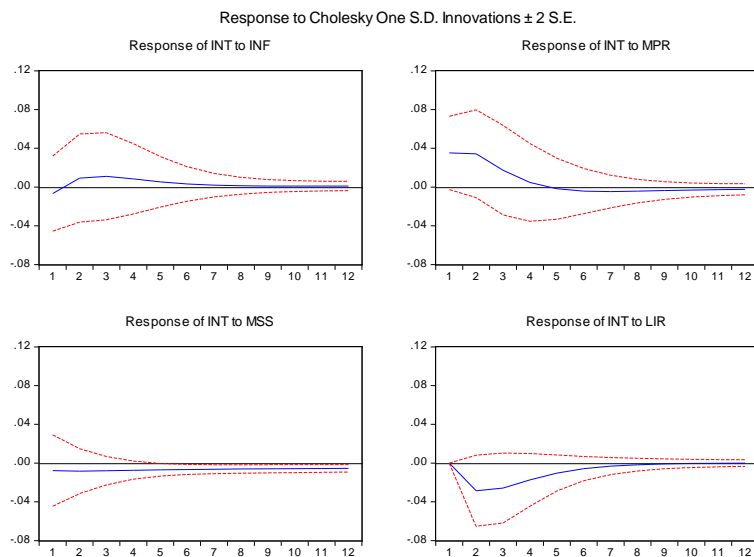 Response to Cholesky One S.D. Innovations ± 2 S.E.
Response of INT to INF
.12
.08
.04
.00
-.04
-.08
1 2 3 4 5 6 7 8 9 10 11 12
Response of INT to MPR
.12
.08
.04
.00
-.04
-.08
1 2 3 4 5 6 7 8 9 10 11 12
Response of INT to MSS
.12
.08
.04
.00
-.04
-.08
1 2 3 4 5 6 7 8 9 10 11 12
Response of INT to LIR
.12
.08
.04
.00
-.04
-.08
1 2 3 4 5 6 7 8 9 10 11 12